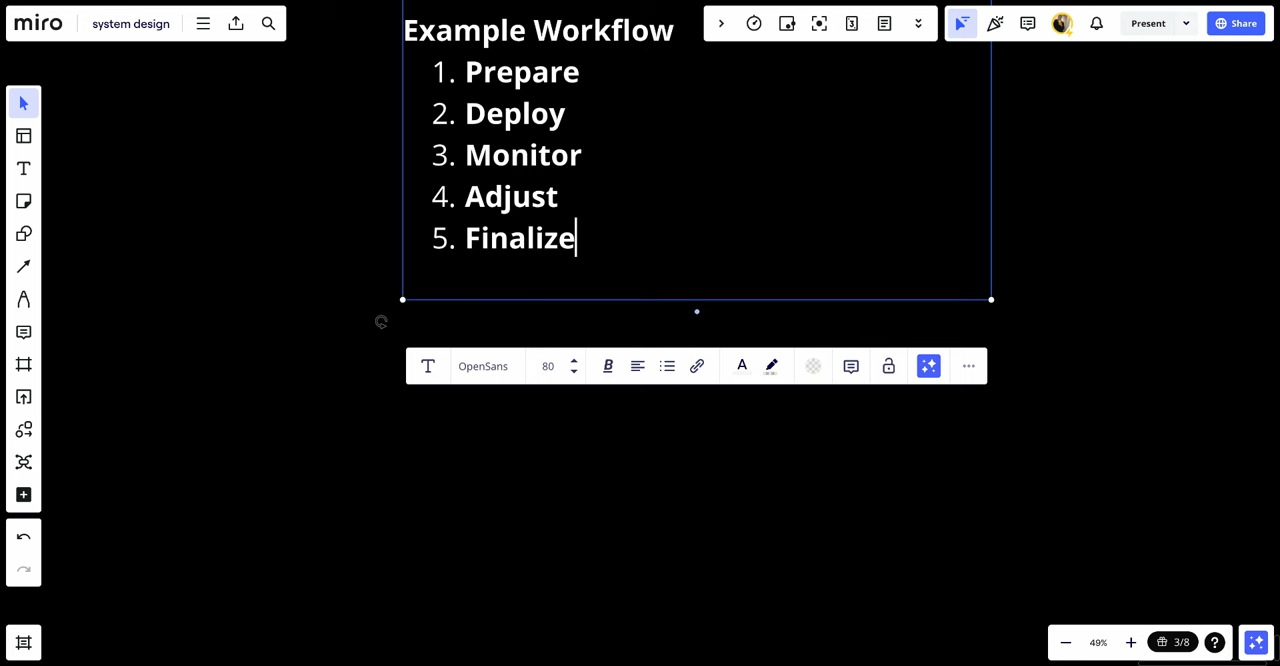 miro
system design
3
Present
Share
Example Workflow
1. Prepare
2. Deploy
3. Monitor
4. Adjust
5. Finalize
T
T
OpenSans
80
B
A
49%
3/8
?